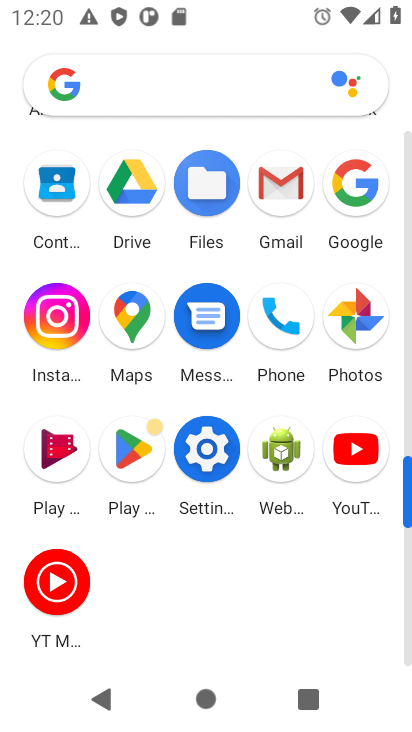 12:20
Cont... Drive Files Gmail Google
Insta... Maps Mess... Phone Photos
Play ... Play ... Settin... Web... YouT...
YT M...